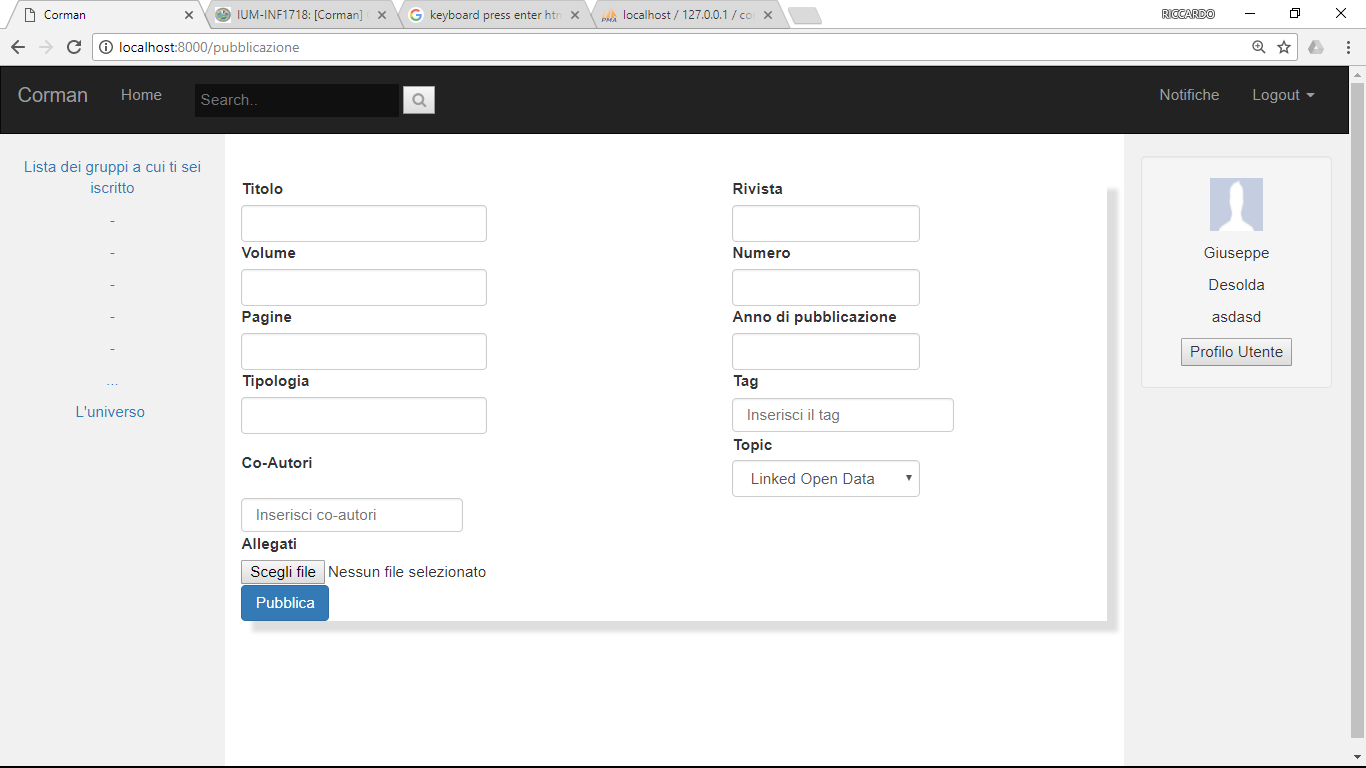 Corman
IUM-INF1718: [Corman]
keyboard press enter htm
localhost / 127.0.0.1 / co
RICCARDO
localhost:8000/pubblicazione
Corman
Home
Search..
Notifiche
Logout
Lista dei gruppi a cui ti sei
iscritto
-
-
-
-
-
...
L'universo
Titolo
Rivista
Volume
Numero
Pagine
Anno di pubblicazione
Tipologia
Tag
Inserisci il tag
Co-Autori
Topic
Linked Open Data
Inserisci co-autori
Allegati
Scegli file Nessun file selezionato
Pubblica
Giuseppe
Desolda
asdasd
Profilo Utente